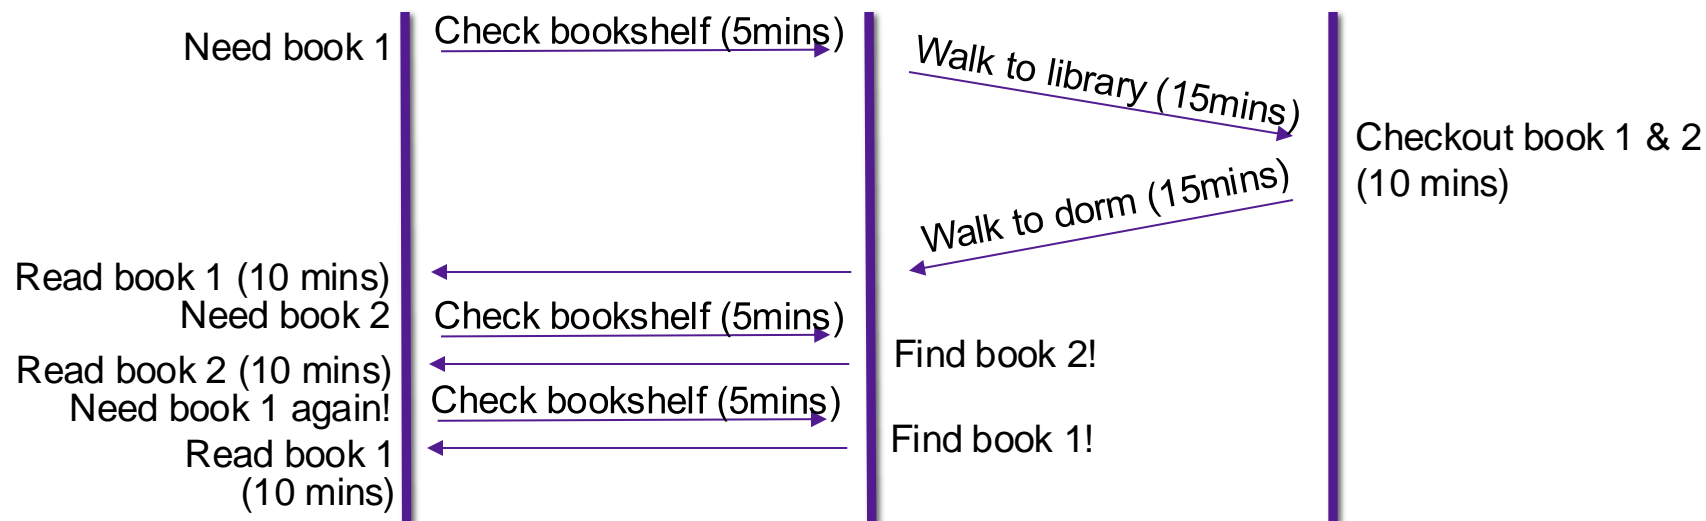 Need book 1
Check bookshelf (5mins)
Walk to library (15mins)
Checkout book 1 & 2
(10 mins)
Walk to dorm (15mins)
Read book 1 (10 mins)
Need book 2
Check bookshelf (5mins)
Find book 2!
Read book 2 (10 mins)
Need book 1 again!
Check bookshelf (5mins)
Find book 1!
Read book 1
(10 mins)